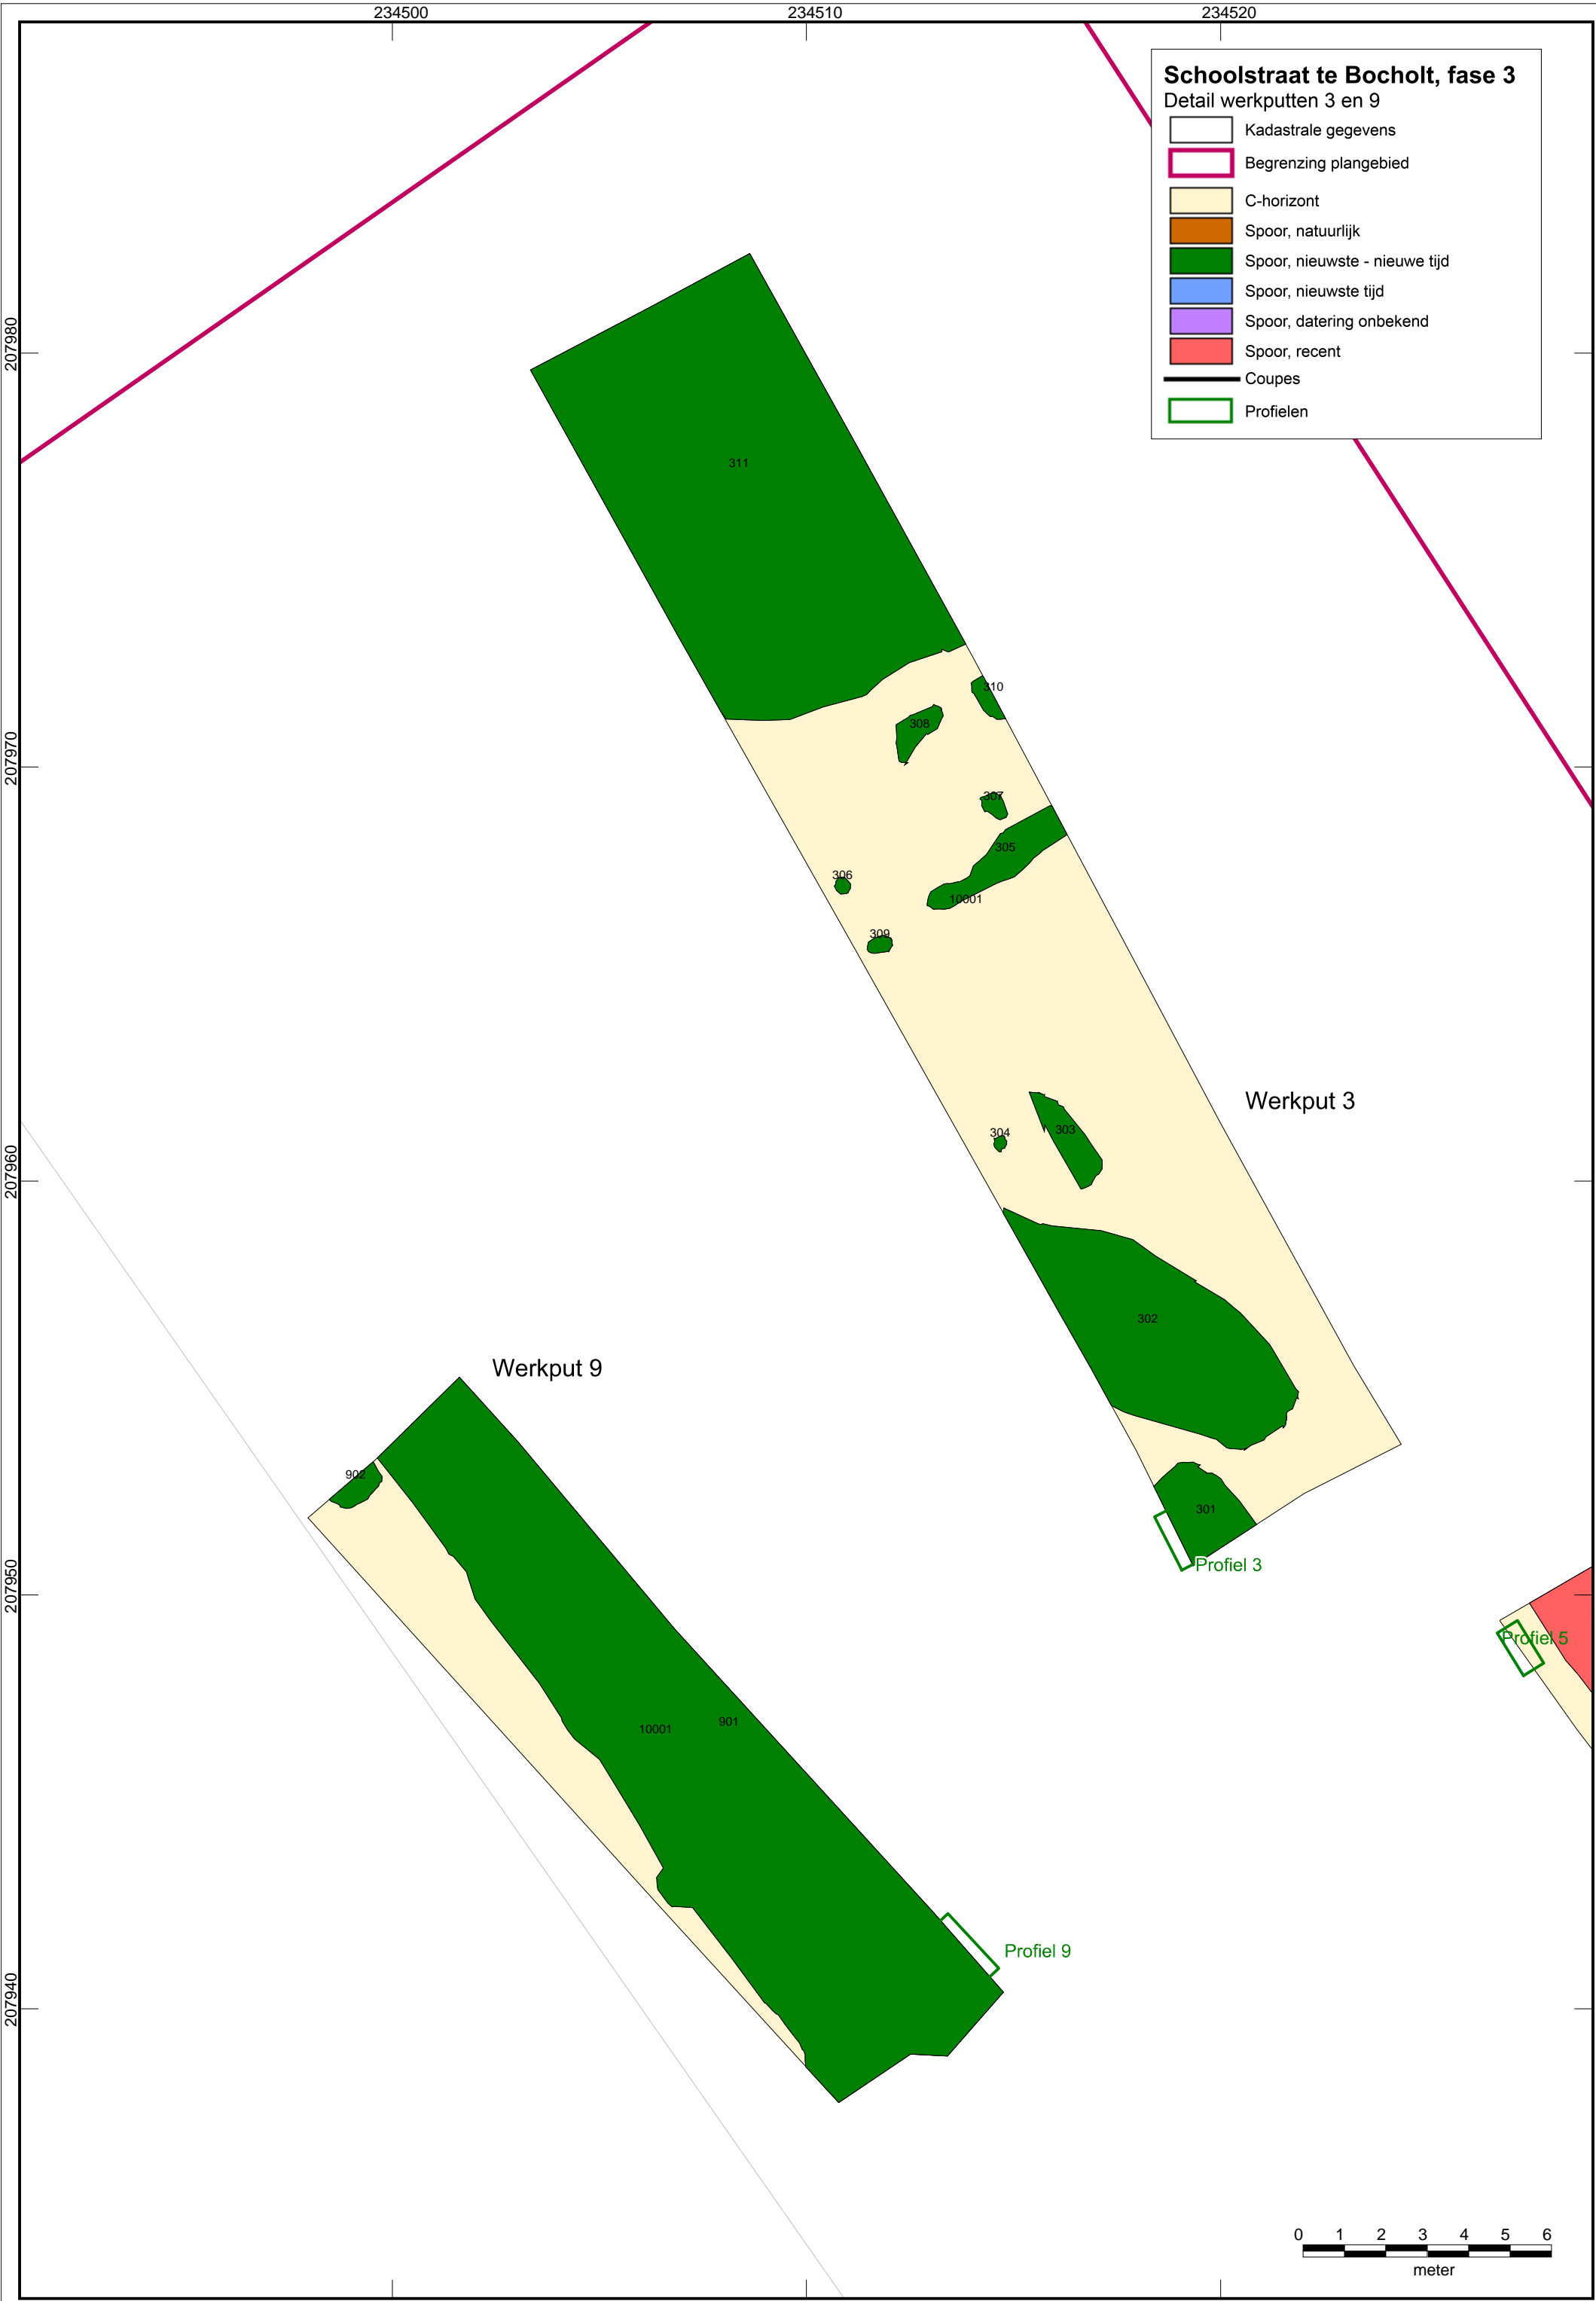 234500
234510
234520
Schoolstraat te Bocholt, fase 3
Detail werkputten 3 en 9
Kadastrale gegevens
Begrenzing plangebied
C-horizont
Spoor, natuurlijk
Spoor, nieuwste - nieuwe tijd
Spoor, nieuwste tijd
Spoor, datering onbekend
Spoor, recent
Coupes
Profielen
207980
311
310
308
207970
307
305
306
10001
309
Werkput 3
304
303
207960
302
Werkput 9
902
301
Profiel 3
207950
Profiel 5
901
10001
Profiel 9
207940
0 1 2 3 4 5 6
meter